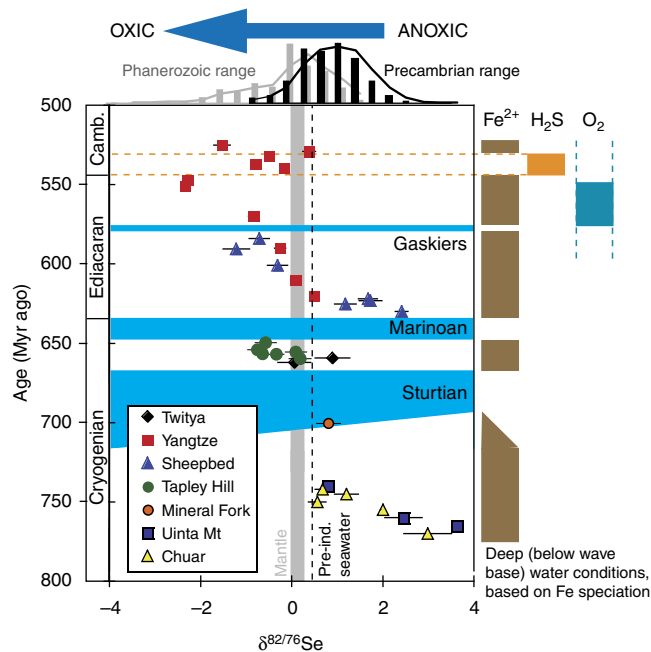 OXIC
ANOXIC
Phanerozoic range
Precambrian range
Fe2+
H2S
O2
500
550
600
650
700
750
800
Age (Myr ago)
Camb.
Ediacaran
Cryogenian
Gaskiers
Marinoan
Sturtian
Twitya
Yangtze
Sheepbed
Tapley Hill
Mineral Fork
Uinta Mt
Chuar
Mantle
Pre-ind.
seawater
Deep (below wave
base) water conditions,
based on Fe speciation
−4
−2
0
2
4
δ82/76Se